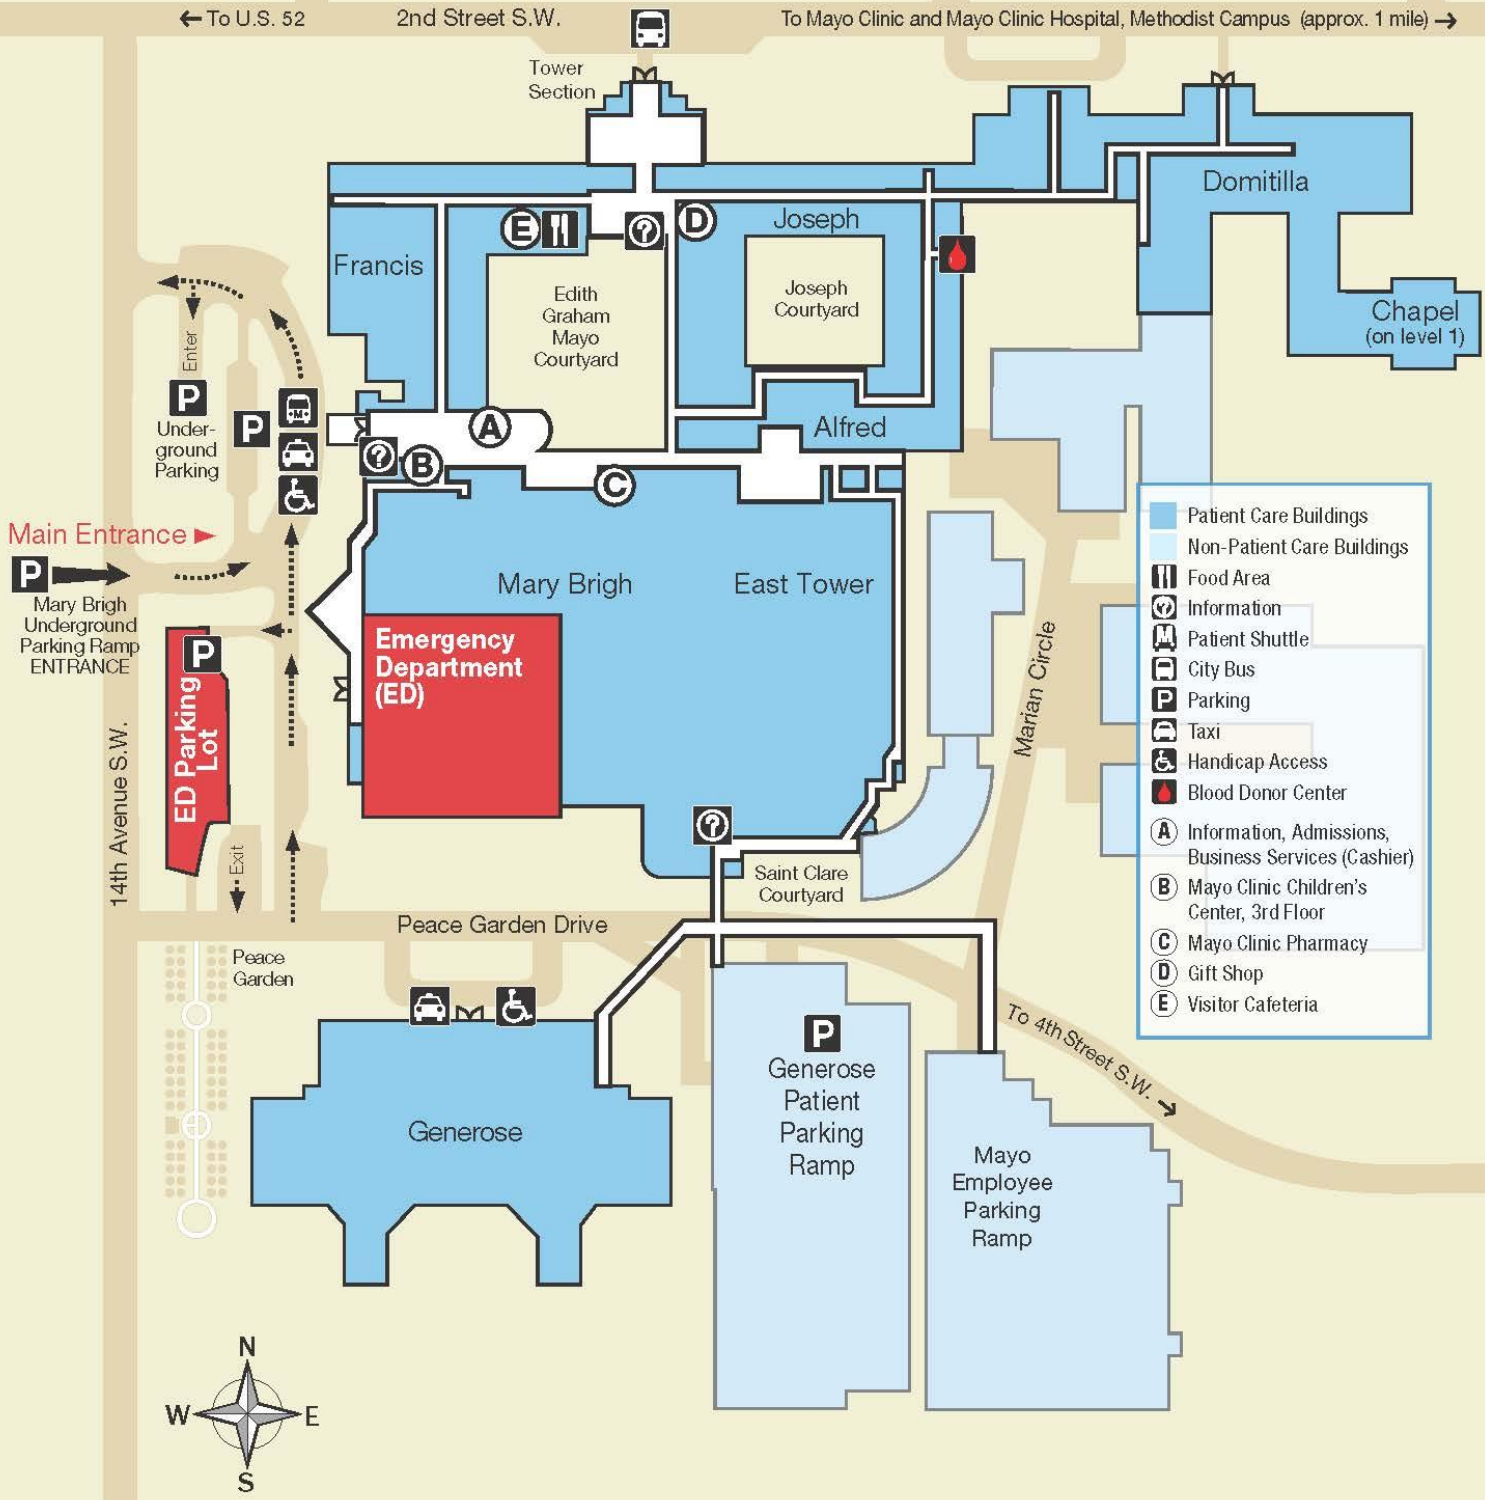 ← To U.S. 52
2nd Street S.W.
To Mayo Clinic and Mayo Clinic Hospital, Methodist Campus (approx. 1 mile) →
Tower
Section
Domitilla
Francis
E
?
D
Joseph
Edith
Graham
Mayo
Courtyard
Joseph
Courtyard
Chapel
(on level 1)
Enter
P
Under-
ground
Parking
P
M
A
Alfred
?
B
C
Main Entrance
P
Mary Brigh
Underground
Parking Ramp
ENTRANCE
Mary Brigh
East Tower
Emergency
Department
(ED)
P
ED Parking
Lot
14th Avenue S.W.
Exit
Marian Circle
?
Saint Clare
Courtyard
Peace Garden Drive
Peace
Garden
To 4th Street S.W. →
Generose
P
Generose
Patient
Parking
Ramp
Mayo
Employee
Parking
Ramp
Patient Care Buildings
Non-Patient Care Buildings
Food Area
? Information
M Patient Shuttle
City Bus
P Parking
Taxi
Handicap Access
Blood Donor Center
A Information, Admissions,
Business Services (Cashier)
B Mayo Clinic Children's
Center, 3rd Floor
C Mayo Clinic Pharmacy
D Gift Shop
E Visitor Cafeteria
N
W E
S